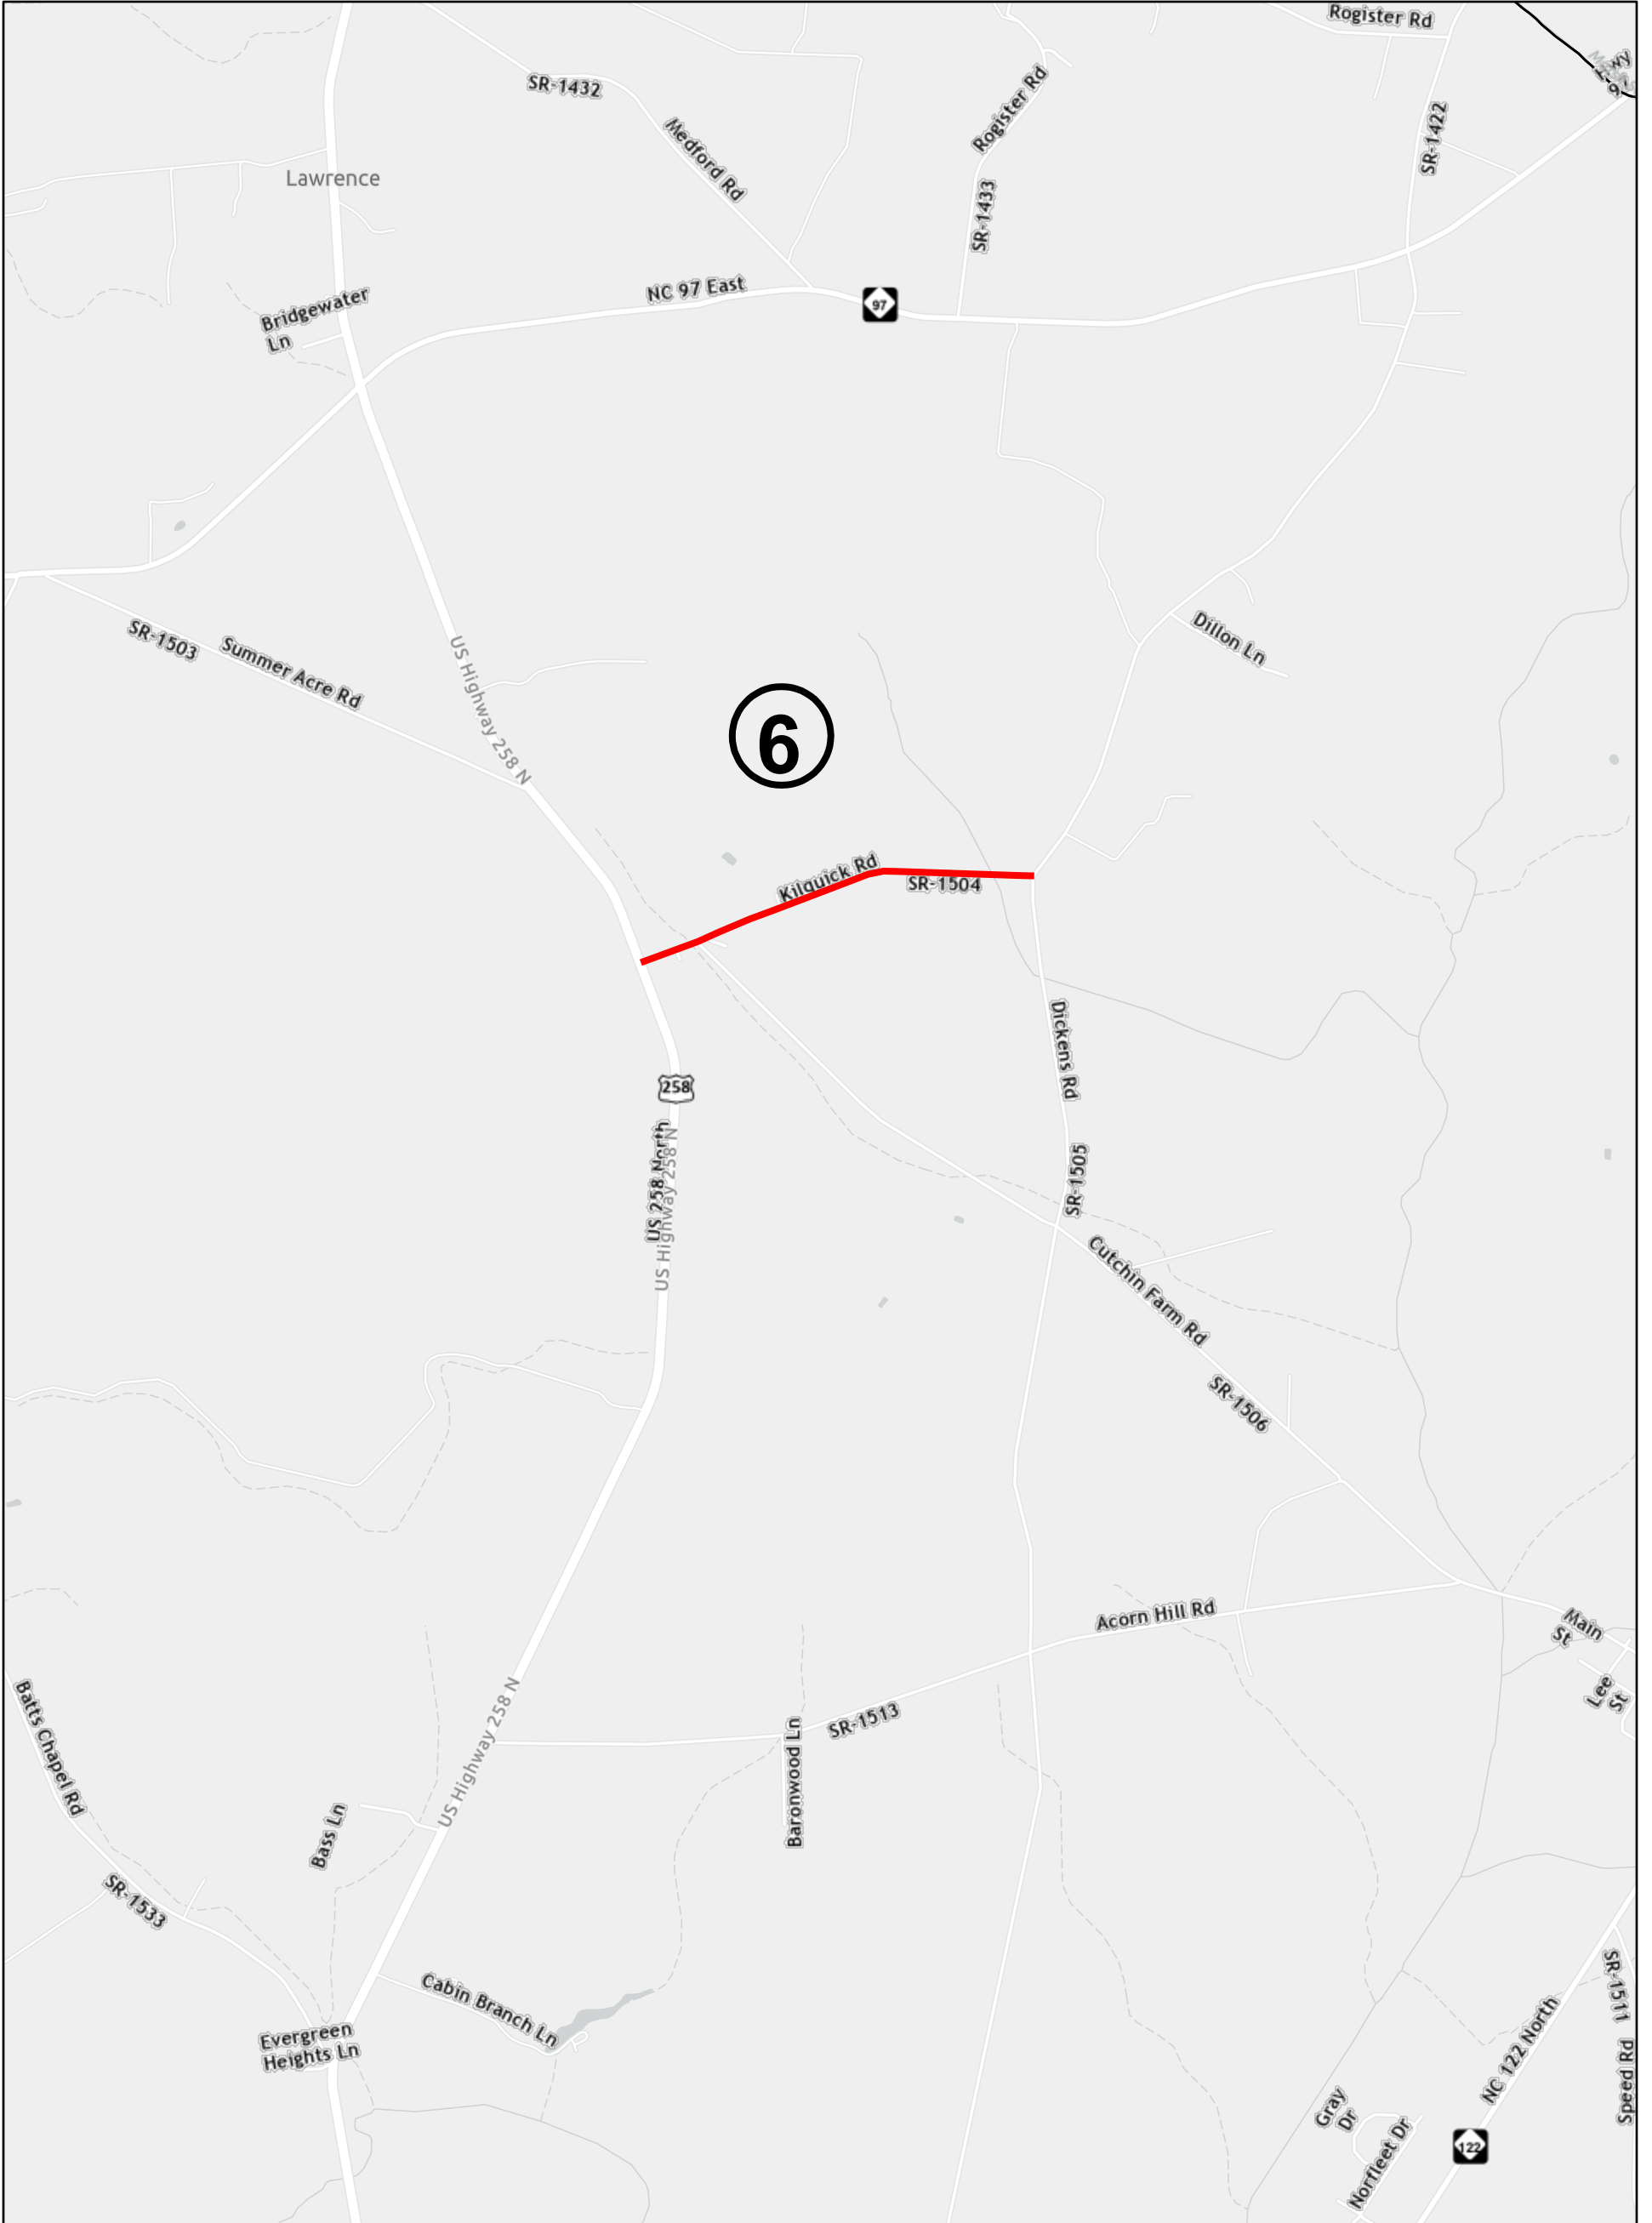 Rogister Rd
SR-1432
Rogister Rd
SR-1422
Medford Rd
Lawrence
SR-1433
NC 97 East
97
Bridgewater
Ln
SR-1503
Summer Acre Rd
US Highway 258 N
Dillon Ln
6
Kilquick Rd
SR-1504
Dickens Rd
258
US 258 North
US Highway 258 N
SR-1505
Cutchin Farm Rd
SR-1506
Acorn Hill Rd
Main
St
Lee
St
Batts Chapel Rd
US Highway 258 N
SR-1513
Baronwood Ln
Bass Ln
SR-1533
Cabin Branch Ln
Evergreen
Heights Ln
SR-1511
Speed Rd
NC 122 North
Gray
Dr
Norfleet Dr
122